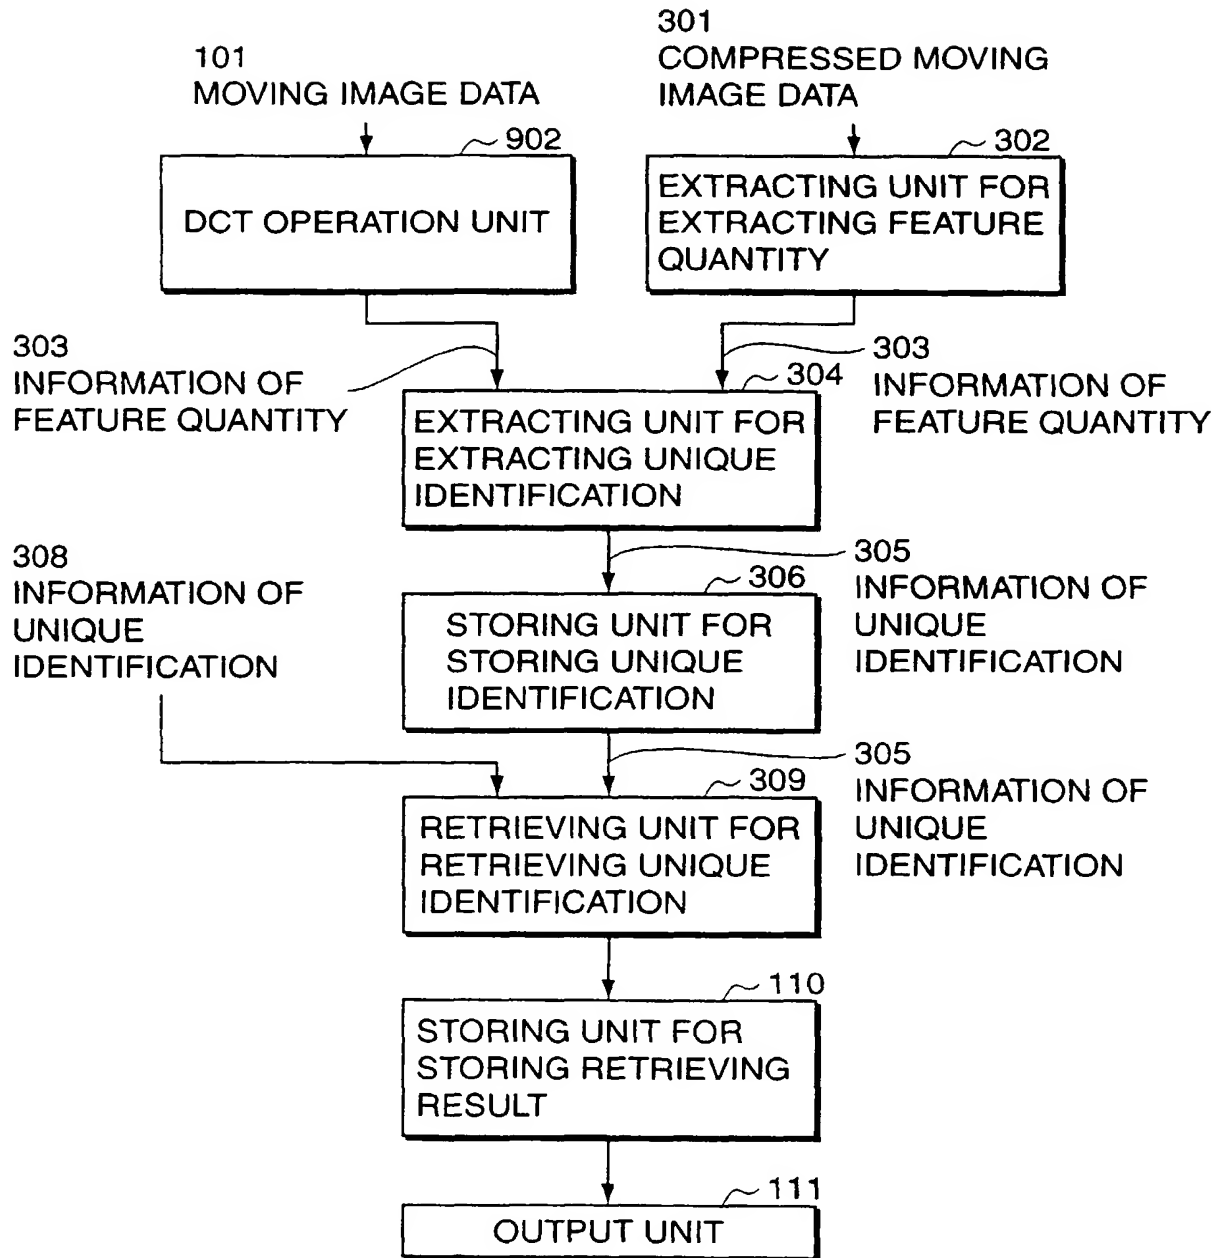 101
MOVING IMAGE DATA
301
COMPRESSED MOVING
IMAGE DATA
902
DCT OPERATION UNIT
302
EXTRACTING UNIT FOR
EXTRACTING FEATURE
QUANTITY
303
INFORMATION OF
FEATURE QUANTITY
303
INFORMATION OF
FEATURE QUANTITY
304
EXTRACTING UNIT FOR
EXTRACTING UNIQUE
IDENTIFICATION
305
INFORMATION OF
UNIQUE
IDENTIFICATION
308
INFORMATION OF
UNIQUE
IDENTIFICATION
306
STORING UNIT FOR
STORING UNIQUE
IDENTIFICATION
305
INFORMATION OF
UNIQUE
IDENTIFICATION
309
RETRIEVING UNIT FOR
RETRIEVING UNIQUE
IDENTIFICATION
110
STORING UNIT FOR
STORING RETRIEVING
RESULT
111
OUTPUT UNIT